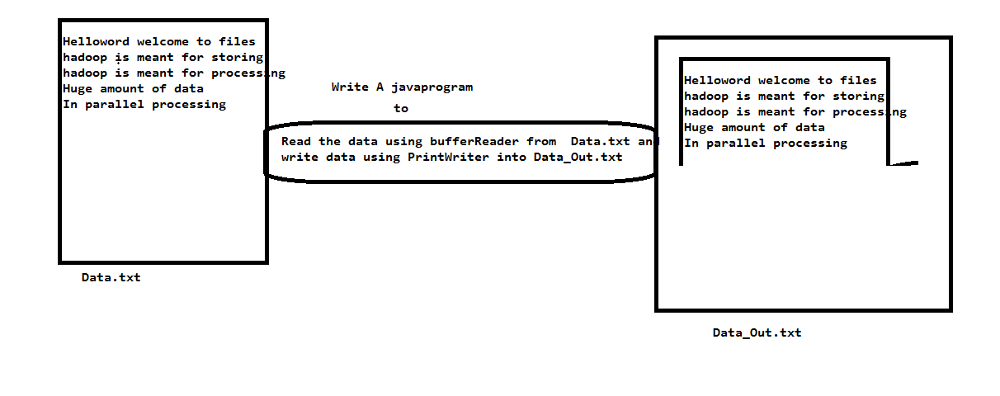 Helloword welcome to files
hadoop is meant for storing
hadoop is meant for processing
Huge amount of data
In parallel processing
Data.txt
Write A javaprogram
to
Read the data using bufferReader from  Data.txt and
write data using PrintWriter into Data_Out.txt
Helloword welcome to files
hadoop is meant for storing
hadoop is meant for processing
Huge amount of data
In parallel processing
Data_Out.txt